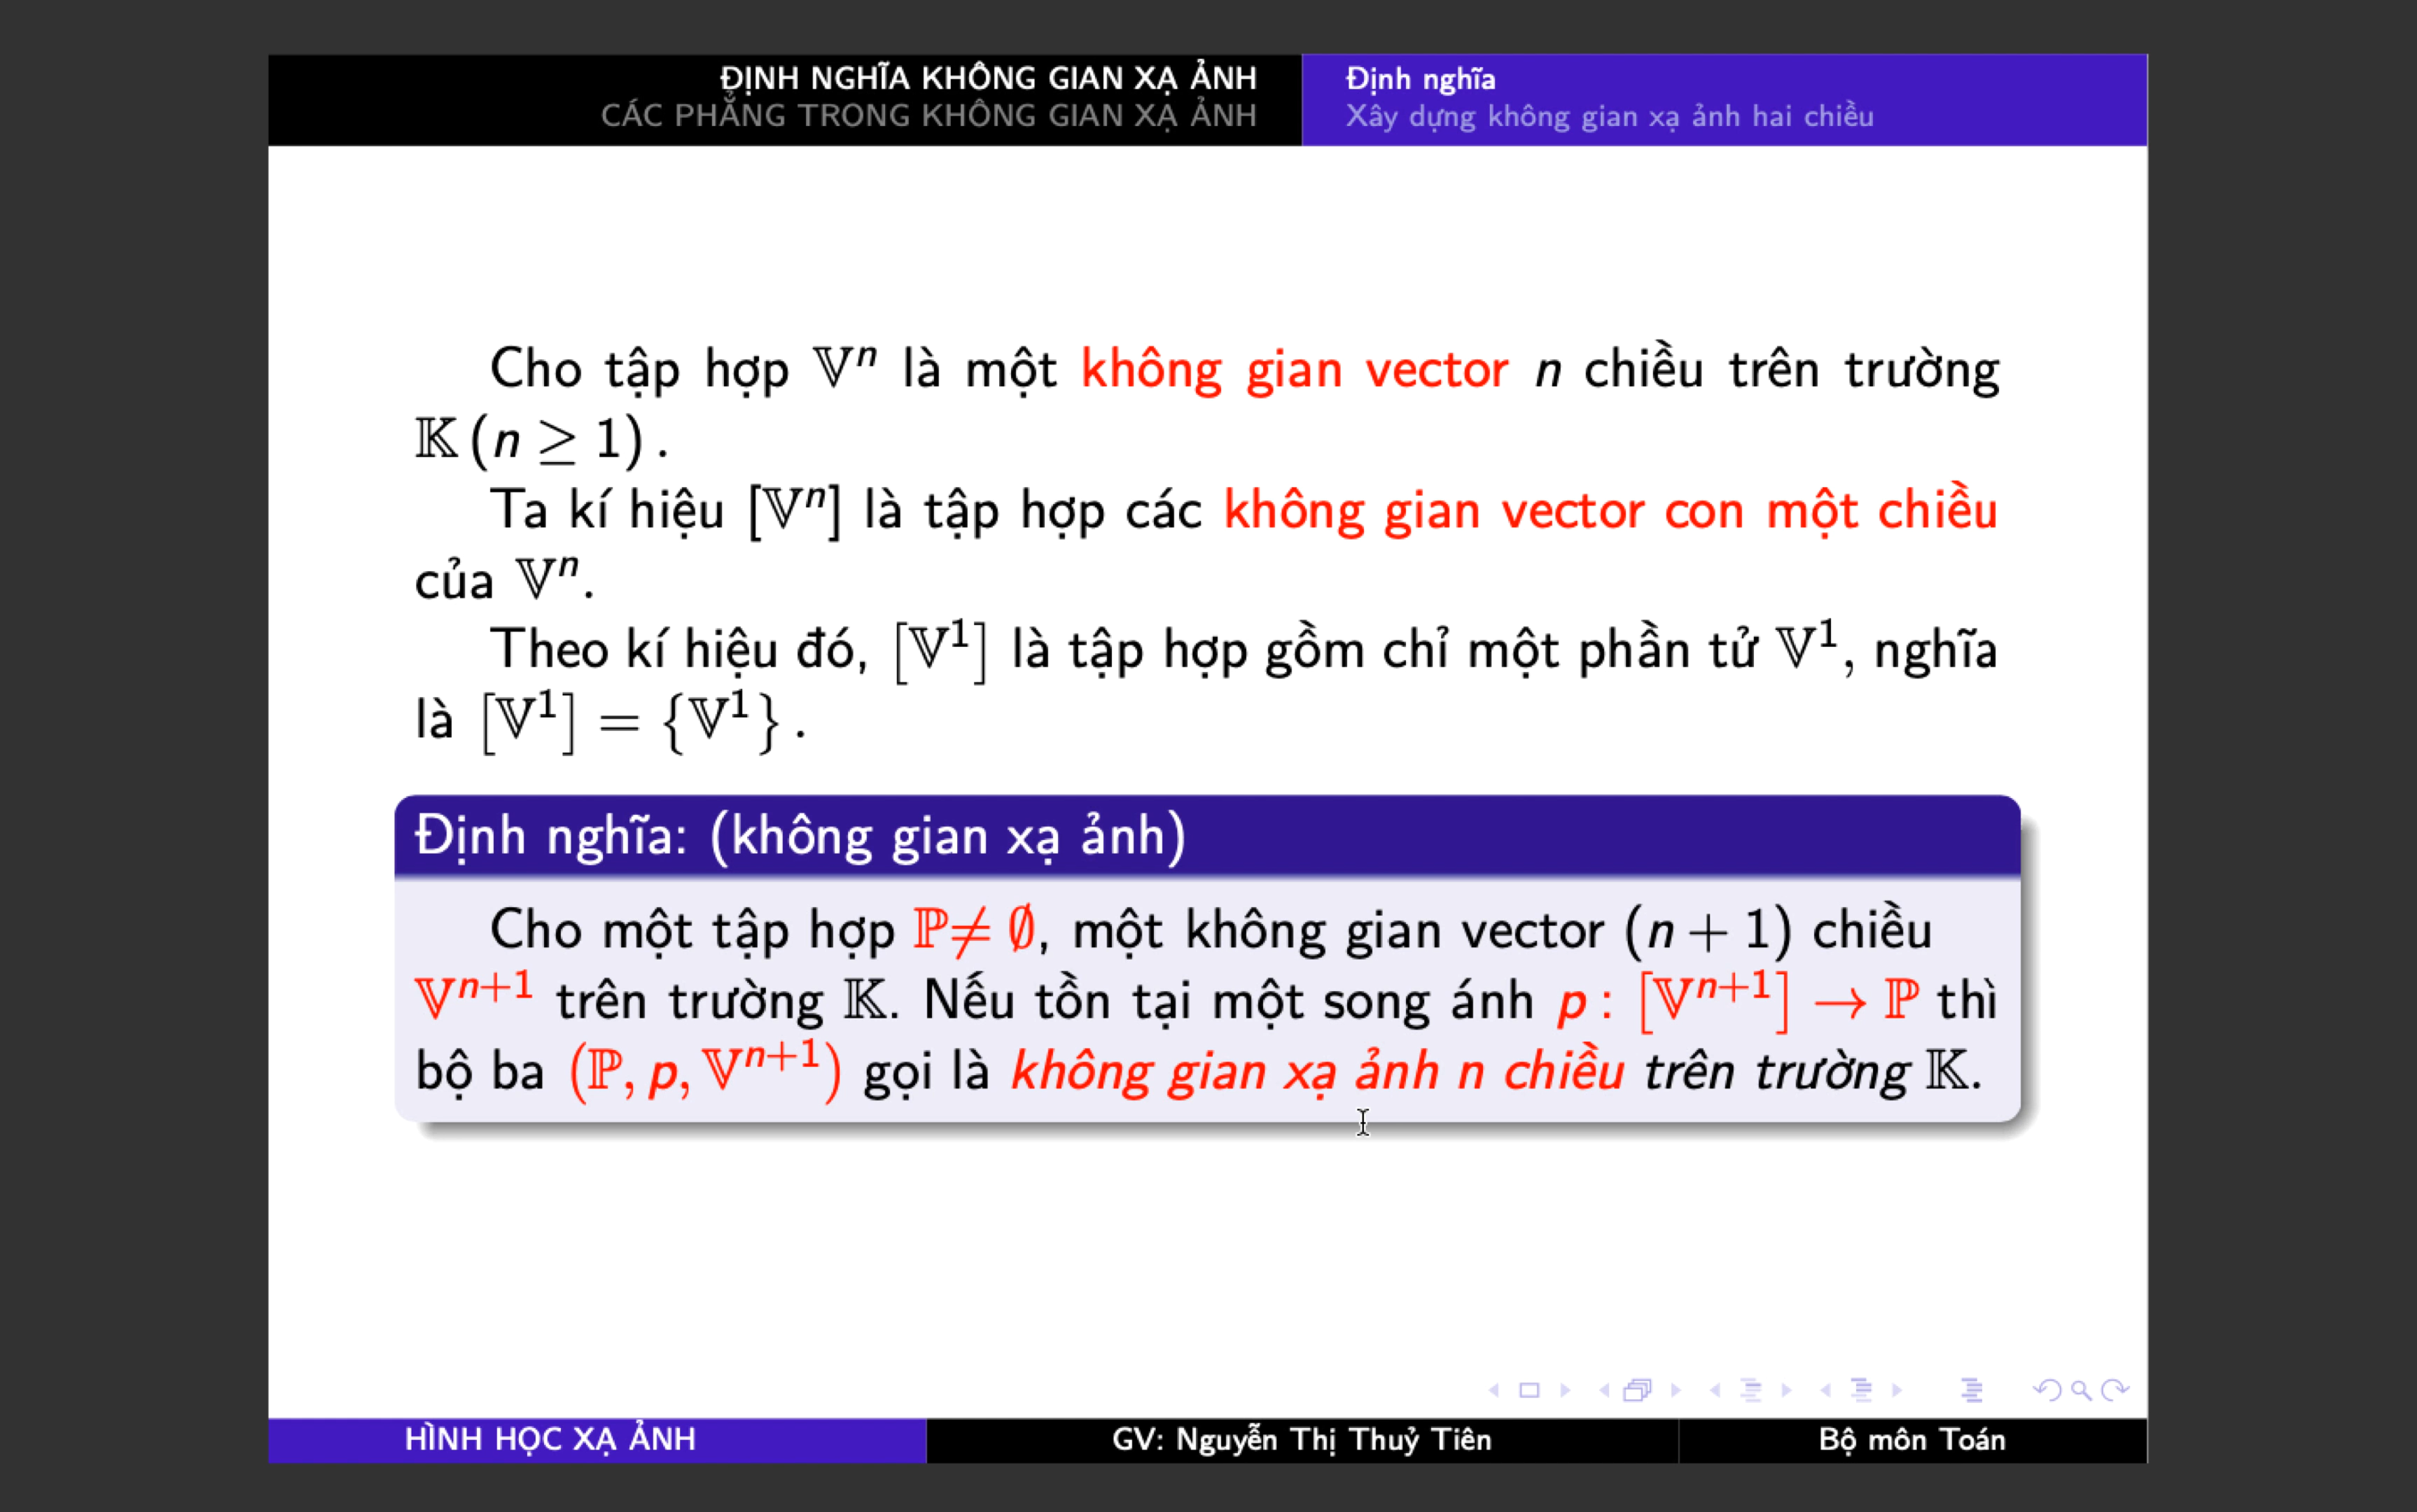 ĐỊNH NGHĨA KHÔNG GIAN XẠ ẢNH
CÁC PHẲNG TRONG KHÔNG GIAN XẠ ẢNH
Định nghĩa
Xây dựng không gian xạ ảnh hai chiều
Cho tập hợp 𝕍ⁿ là một không gian vector n chiều trên trường
𝕂 (n ≥ 1) .
Ta kí hiệu [𝕍ⁿ] là tập hợp các không gian vector con một chiều
của 𝕍ⁿ.
Theo kí hiệu đó, [𝕍¹] là tập hợp gồm chỉ một phần tử 𝕍¹, nghĩa
là [𝕍¹] = {𝕍¹} .
Định nghĩa: (không gian xạ ảnh)
Cho một tập hợp ℙ≠ ∅, một không gian vector (n + 1) chiều
𝕍ⁿ⁺¹ trên trường 𝕂. Nếu tồn tại một song ánh p : [𝕍ⁿ⁺¹] → ℙ thì
bộ ba (ℙ, p, 𝕍ⁿ⁺¹) gọi là không gian xạ ảnh n chiều trên trường 𝕂.
HÌNH HỌC XẠ ẢNH
GV: Nguyễn Thị Thuỷ Tiên
Bộ môn Toán